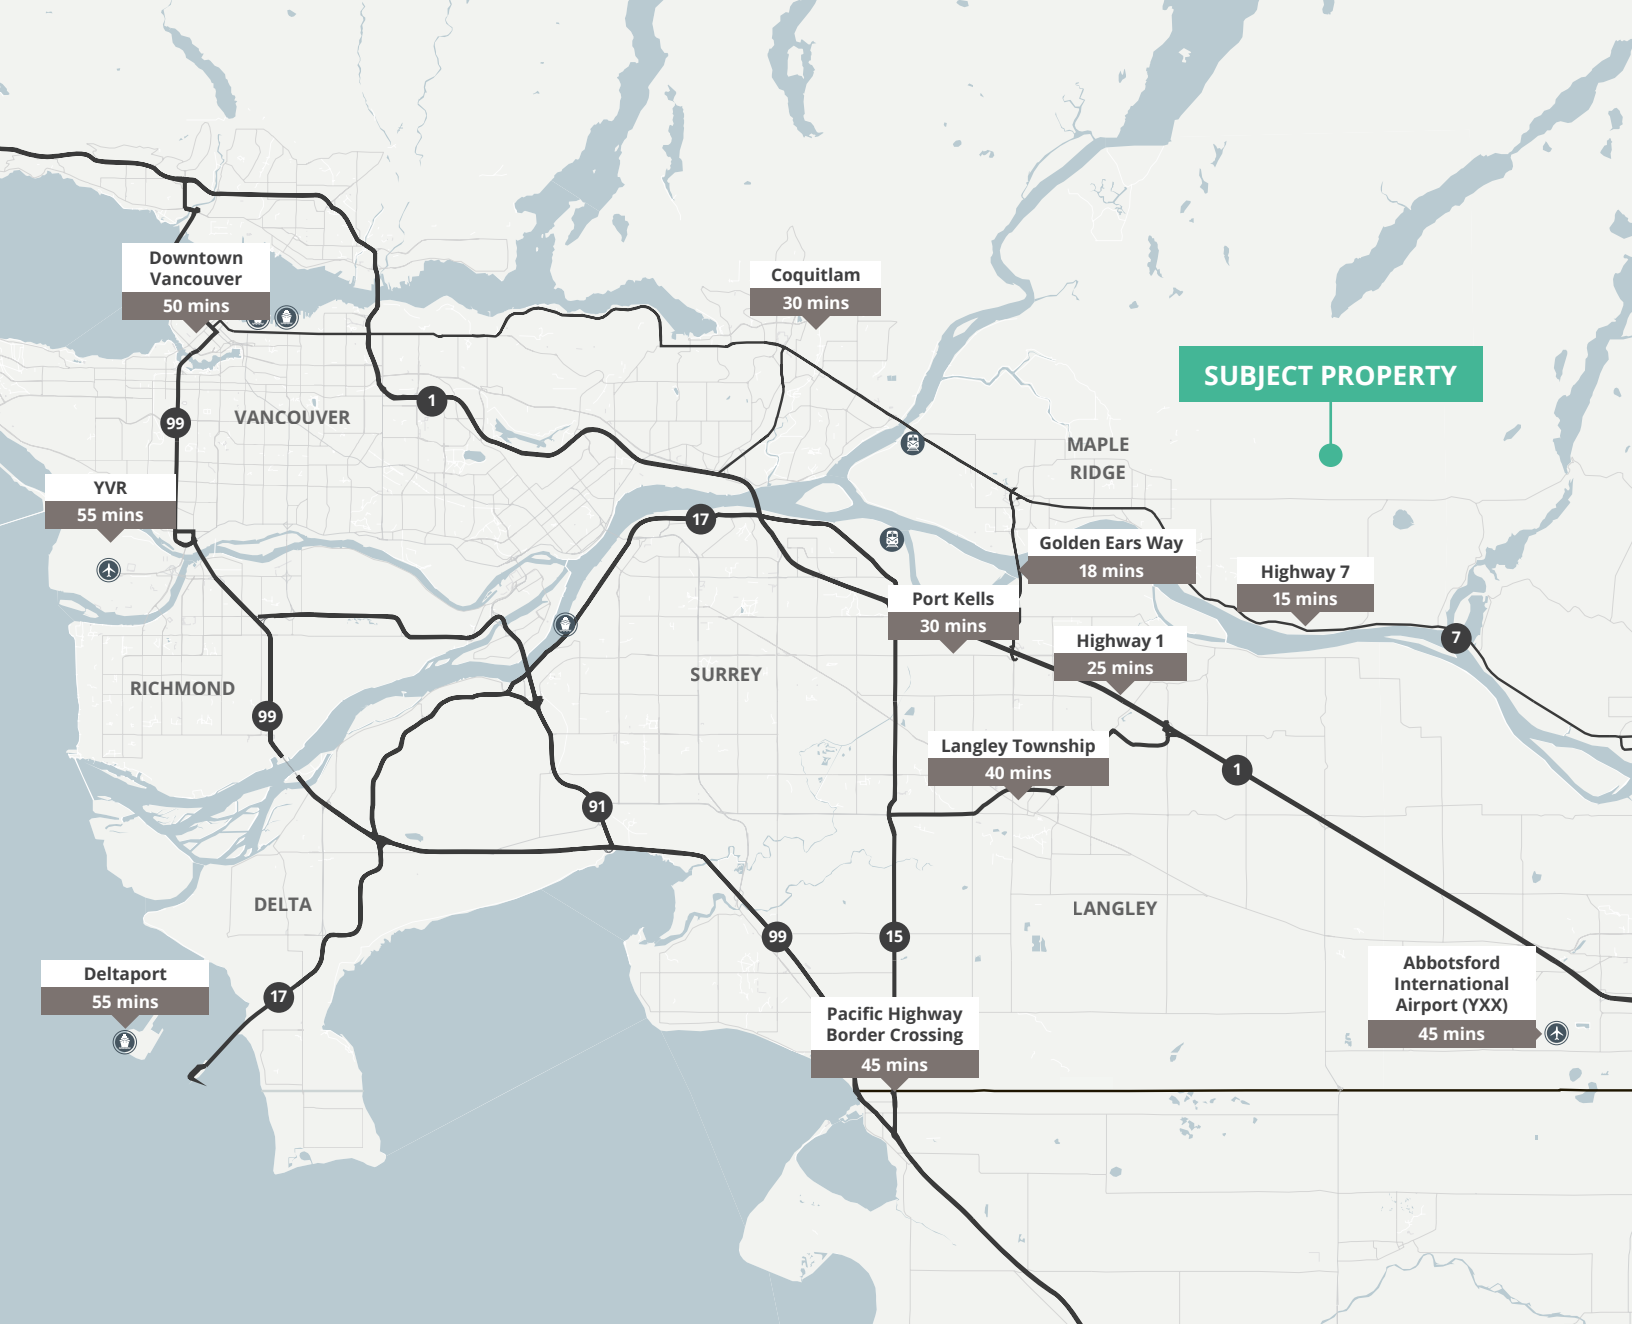 Downtown
Vancouver
50 mins
Coquitlam
30 mins
SUBJECT PROPERTY
1
99
VANCOUVER
MAPLE
RIDGE
YVR
55 mins
17
Golden Ears Way
18 mins
Highway 7
15 mins
Port Kells
30 mins
7
Highway 1
25 mins
SURREY
RICHMOND
99
Langley Township
40 mins
1
91
DELTA
LANGLEY
99
15
Deltaport
55 mins
17
Abbotsford
International
Airport (YXX)
45 mins
Pacific Highway
Border Crossing
45 mins